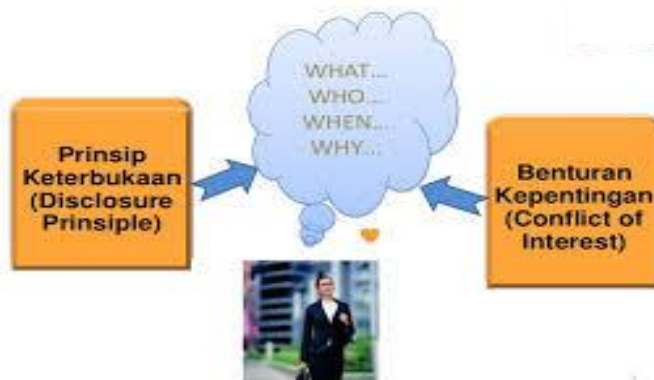 Prinsip
Keterbukaan
(Disclosure
Prinsiple)
WHAT...
WHO...
WHEN...
WHY...
Benturan
Kepentingan
(Conflict of
Interest)